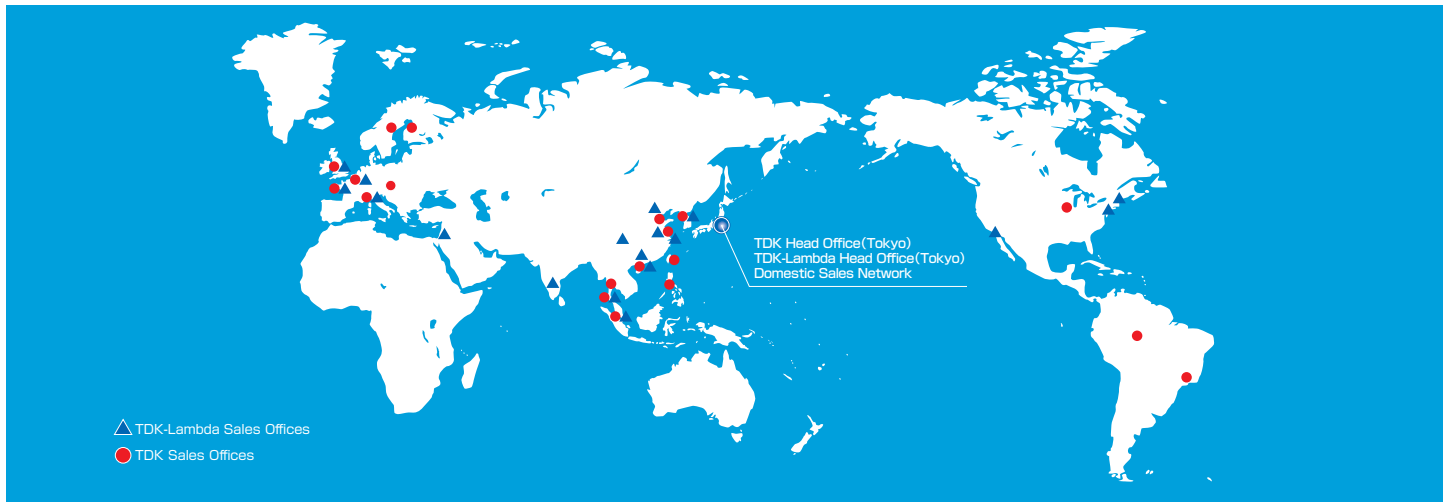 TDK Head Office(Tokyo)
TDK-Lambda Head Office(Tokyo)
Domestic Sales Network
TDK-Lambda Sales Offices
TDK Sales Offices